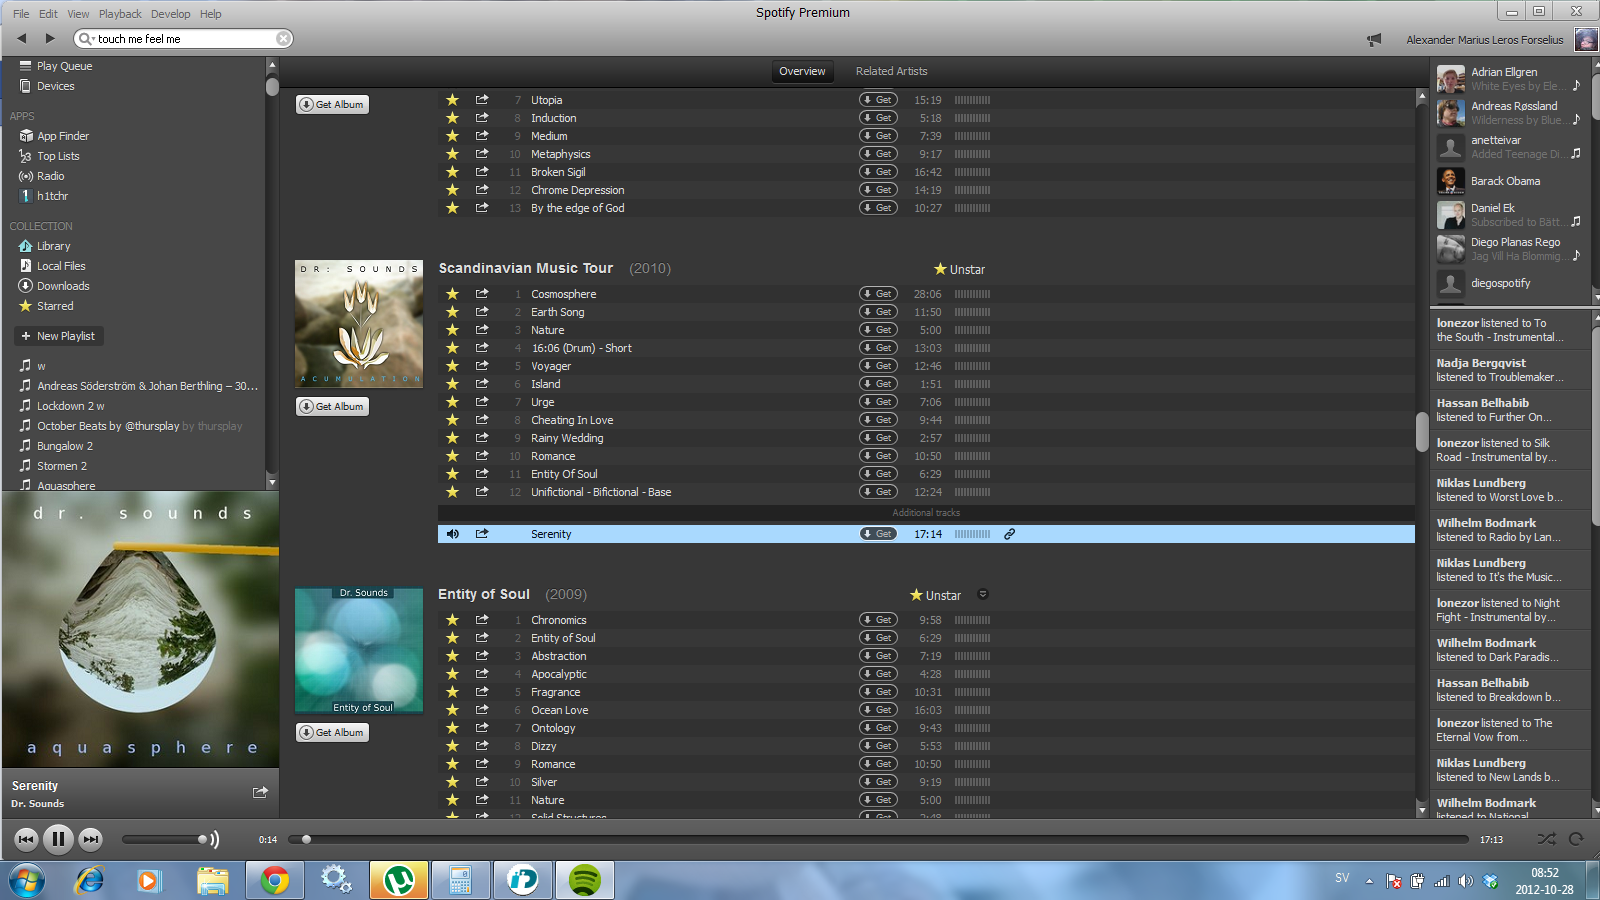 File Edit View Playback Develop Help
Spotify Premium
touch me feel me
Alexander Marius Leros Forselius
Play Queue
Devices
APPS
App Finder
Top Lists
Radio
h1tchr
COLLECTION
Library
Local Files
Downloads
Starred
+ New Playlist
w
Andreas Söderström & Johan Berthling – 30...
Lockdown 2 w
October Beats by @thursplay by thursplay
Bungalow 2
Stormen 2
Aquasphere
dr. sounds
aquasphere
Serenity
Dr. Sounds
Overview Related Artists
Get Album
7 Utopia Get 15:19
8 Induction Get 5:18
9 Medium Get 7:39
10 Metaphysics Get 9:17
11 Broken Sigil Get 16:42
12 Chrome Depression Get 14:19
13 By the edge of God Get 10:27
DR: SOUNDS
ACUMULATION
Get Album
Scandinavian Music Tour (2010) Unstar
1 Cosmosphere Get 28:06
2 Earth Song Get 11:50
3 Nature Get 5:00
4 16:06 (Drum) - Short Get 13:03
5 Voyager Get 12:46
6 Island Get 1:51
7 Urge Get 7:06
8 Cheating In Love Get 9:44
9 Rainy Wedding Get 2:57
10 Romance Get 10:50
11 Entity Of Soul Get 6:29
12 Unifictional - Bifictional - Base Get 12:24
Additional tracks
Serenity Get 17:14
Dr. Sounds
Entity of Soul
Get Album
Entity of Soul (2009) Unstar
1 Chronomics Get 9:58
2 Entity of Soul Get 6:29
3 Abstraction Get 7:19
4 Apocalyptic Get 4:28
5 Fragrance Get 10:31
6 Ocean Love Get 16:03
7 Ontology Get 9:43
8 Dizzy Get 5:53
9 Romance Get 10:50
10 Silver Get 9:19
11 Nature Get 5:00
12 Solid Structures Get 2:48
Adrian Ellgren
White Eyes by Ele...
Andreas Røssland
Wilderness by Blue...
anetteivar
Added Teenage Di...
Barack Obama
Daniel Ek
Subscribed to Bätt...
Diego Planas Rego
Jag Vill Ha Blommig...
diegospotify
lonezor listened to To
the South - Instrumental...
Nadja Bergqvist
listened to Troublemaker...
Hassan Belhabib
listened to Further On...
lonezor listened to Silk
Road - Instrumental by...
Niklas Lundberg
listened to Worst Love b...
Wilhelm Bodmark
listened to Radio by Lan...
Niklas Lundberg
listened to It's the Music...
lonezor listened to Night
Fight - Instrumental by...
Wilhelm Bodmark
listened to Dark Paradis...
Hassan Belhabib
listened to Breakdown b...
lonezor listened to The
Eternal Vow from...
Niklas Lundberg
listened to New Lands b...
Wilhelm Bodmark
listened to National
0:14
17:13
SV
08:52
2012-10-28